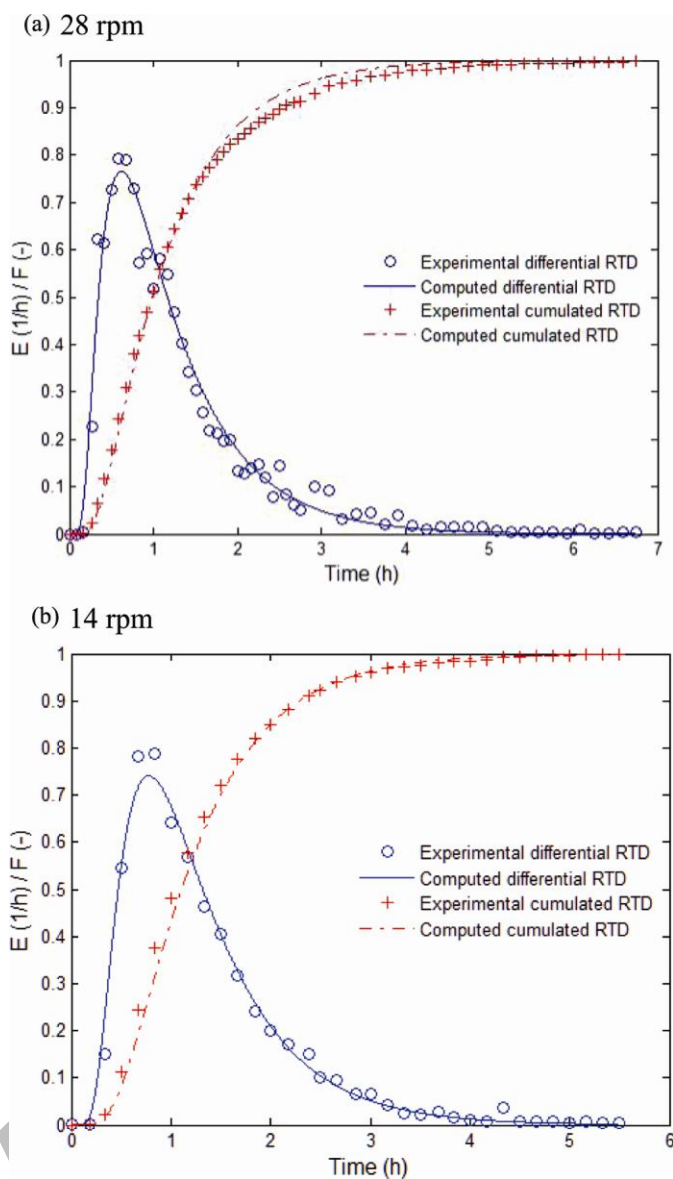 (a) 28 rpm
1
0.9
0.8
0.7
0.6
0.5
0.4
0.3
0.2
0.1
0
E (1/h) / F (-)
Experimental differential RTD
Computed differential RTD
Experimental cumulated RTD
Computed cumulated RTD
0 1 2 3 4 5 6 7
Time (h)
(b) 14 rpm
1
0.9
0.8
0.7
0.6
0.5
0.4
0.3
0.2
0.1
0
E (1/h) / F (-)
Experimental differential RTD
Computed differential RTD
Experimental cumulated RTD
Computed cumulated RTD
0 1 2 3 4 5 6
Time (h)